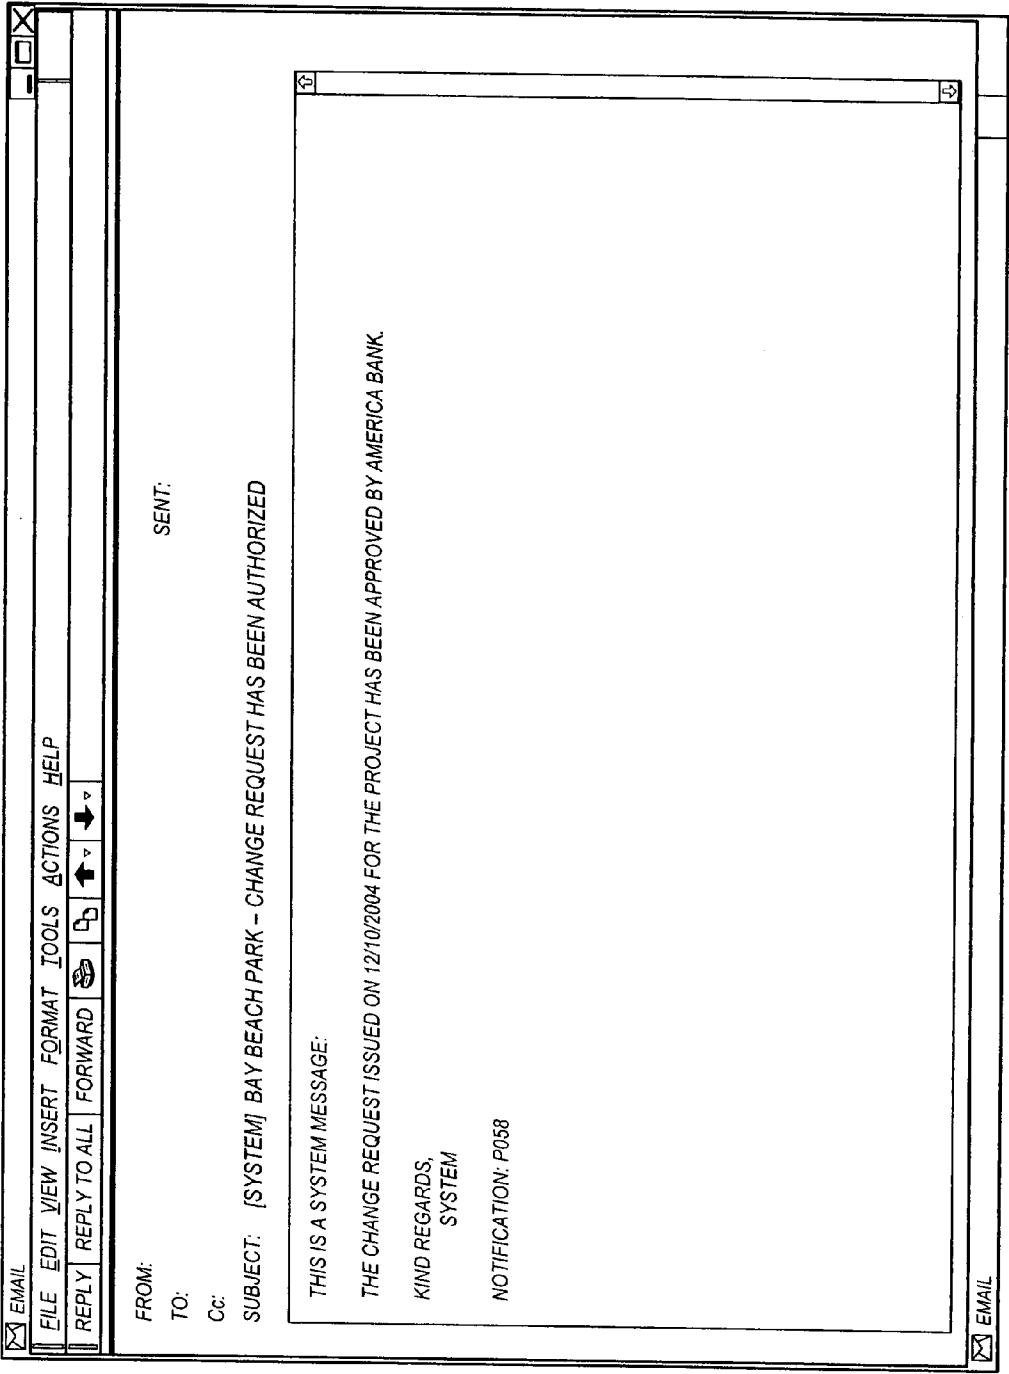 EMAIL
FILE EDIT VIEW INSERT FORMAT TOOLS ACTIONS HELP
REPLY REPLY TO ALL FORWARD
FROM:
TO: SENT:
Cc:
SUBJECT: [SYSTEM] BAY BEACH PARK – CHANGE REQUEST HAS BEEN AUTHORIZED
THIS IS A SYSTEM MESSAGE:
THE CHANGE REQUEST ISSUED ON 12/10/2004 FOR THE PROJECT HAS BEEN APPROVED BY AMERICA BANK.
KIND REGARDS,
SYSTEM
NOTIFICATION: P058
EMAIL